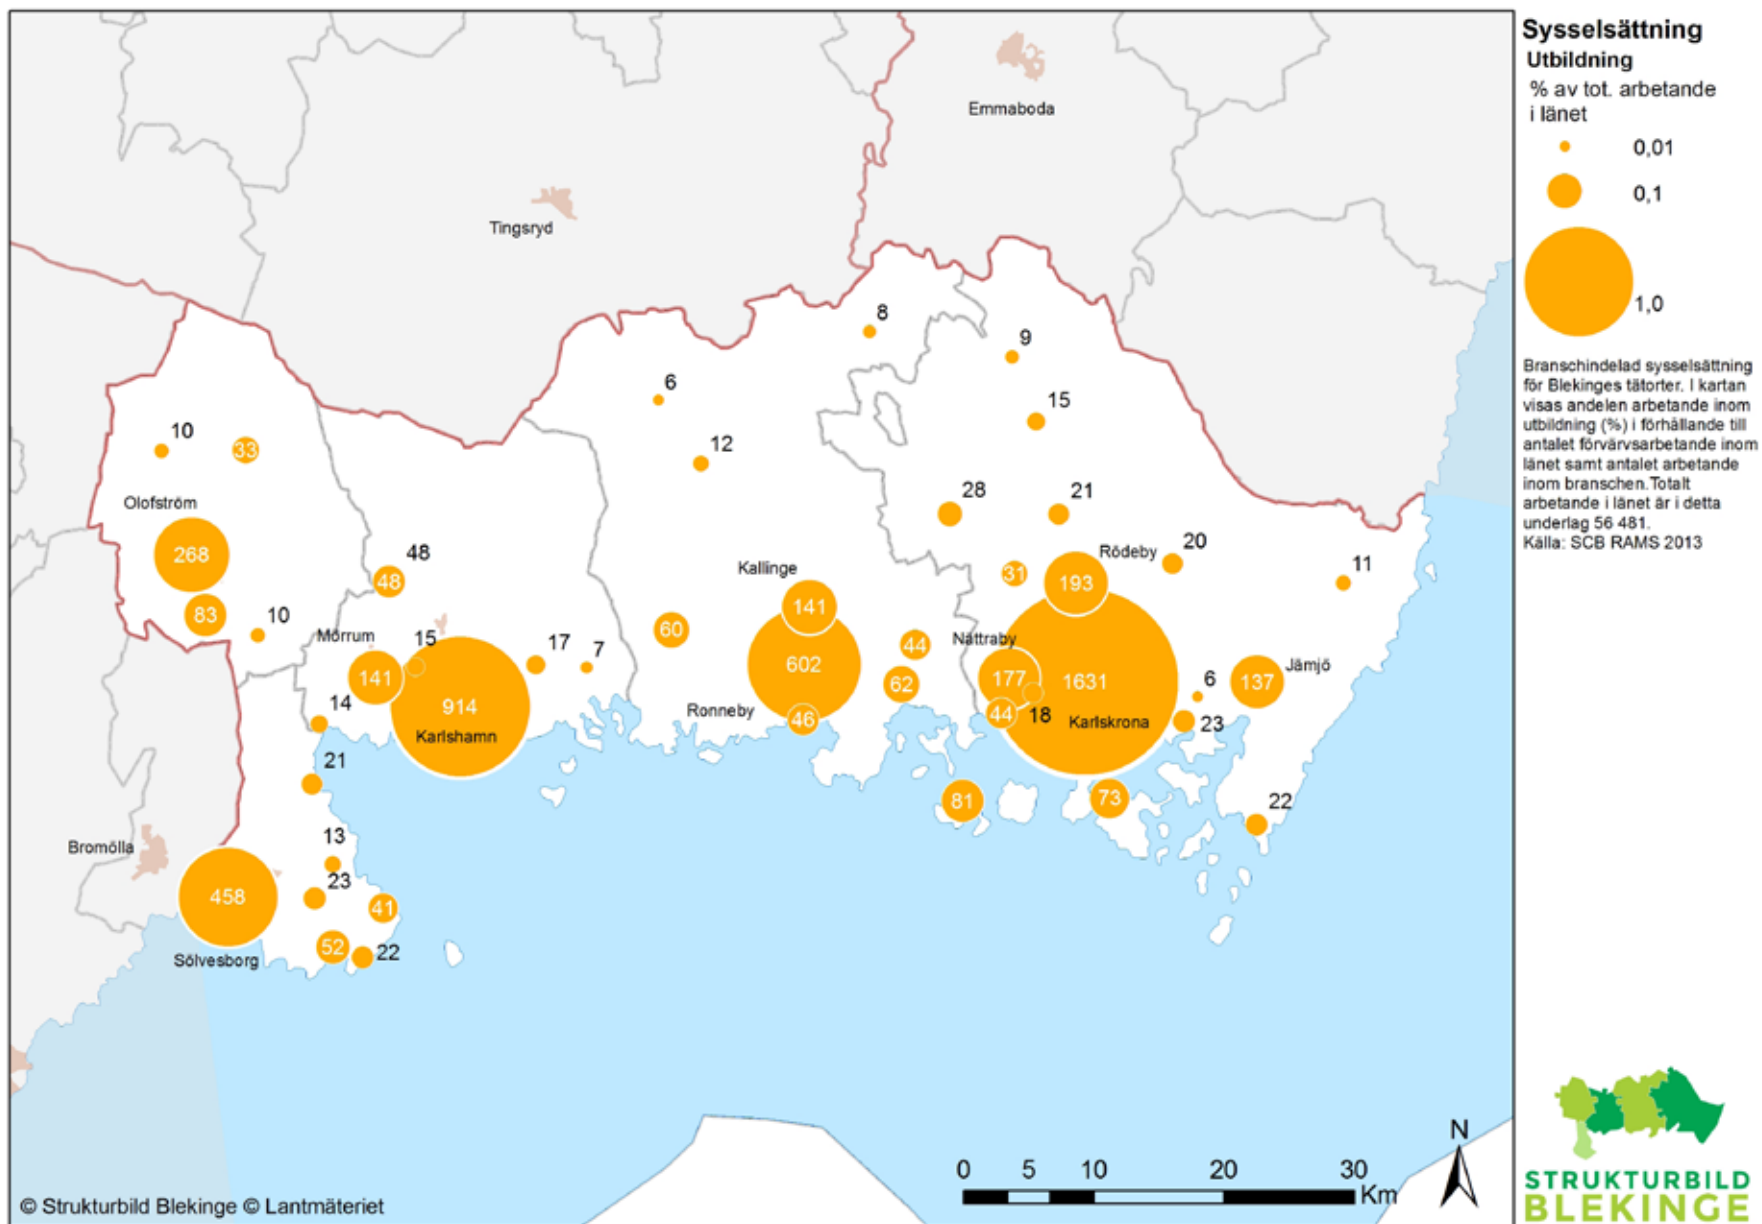 Sysselsättning
Utbildning
% av tot. arbetande
i länet
0,01
0,1
1,0
Branschindelad sysselsättning
för Blekinges tätorter. I kartan
visas andelen arbetande inom
utbildning (%) i förhållande till
antalet förvärvsarbetande inom
länet samt antalet arbetande
inom branschen. Totalt
arbetande i länet är i detta
underlag 56 481.
Källa: SCB RAMS 2013
Emmaboda
Tingsryd
8
9
6
15
10
33
12
Olofström
28
21
268
48
48
Kallinge
Rödeby
20
11
31
193
83
10
141
60
Mörrum
15
17
7
44
Nättraby
602
141
177
1631
6
137
Jämjö
62
14
914
Ronneby
46
44
18
Karlskrona
23
Karlshamn
21
81
73
22
13
Bromölla
23
458
41
52
22
Sölvesborg
N
0 5 10 20 30
Km
© Strukturbild Blekinge © Lantmäteriet
STRUKTURBILD
BLEKINGE